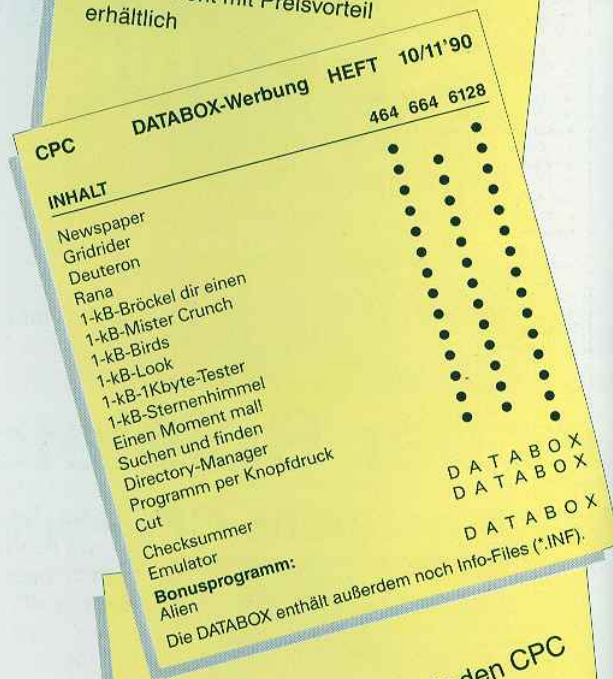 mit Preisvorteil
erhältlich
CPC DATABOX-Werbung HEFT 10/11'90
INHALT 464 664 6128
Newspaper
Gridrider
Deuteron
Rana
1-kB-Bröckel dir einen
1-kB-Mister Crunch
1-kB-Birds
1-kB-Look
1-kB-1Kbyte-Tester
1-kB-Sternenhimmel
Einen Moment mal!
Suchen und finden
Directory-Manager
Programm per Knopfdruck
Cut
Checksummer DATABOX
Emulator DATABOX
Bonusprogramm:
Alien DATABOX
Die DATABOX enthält außerdem noch Info-Files (*.INF).
den CPC